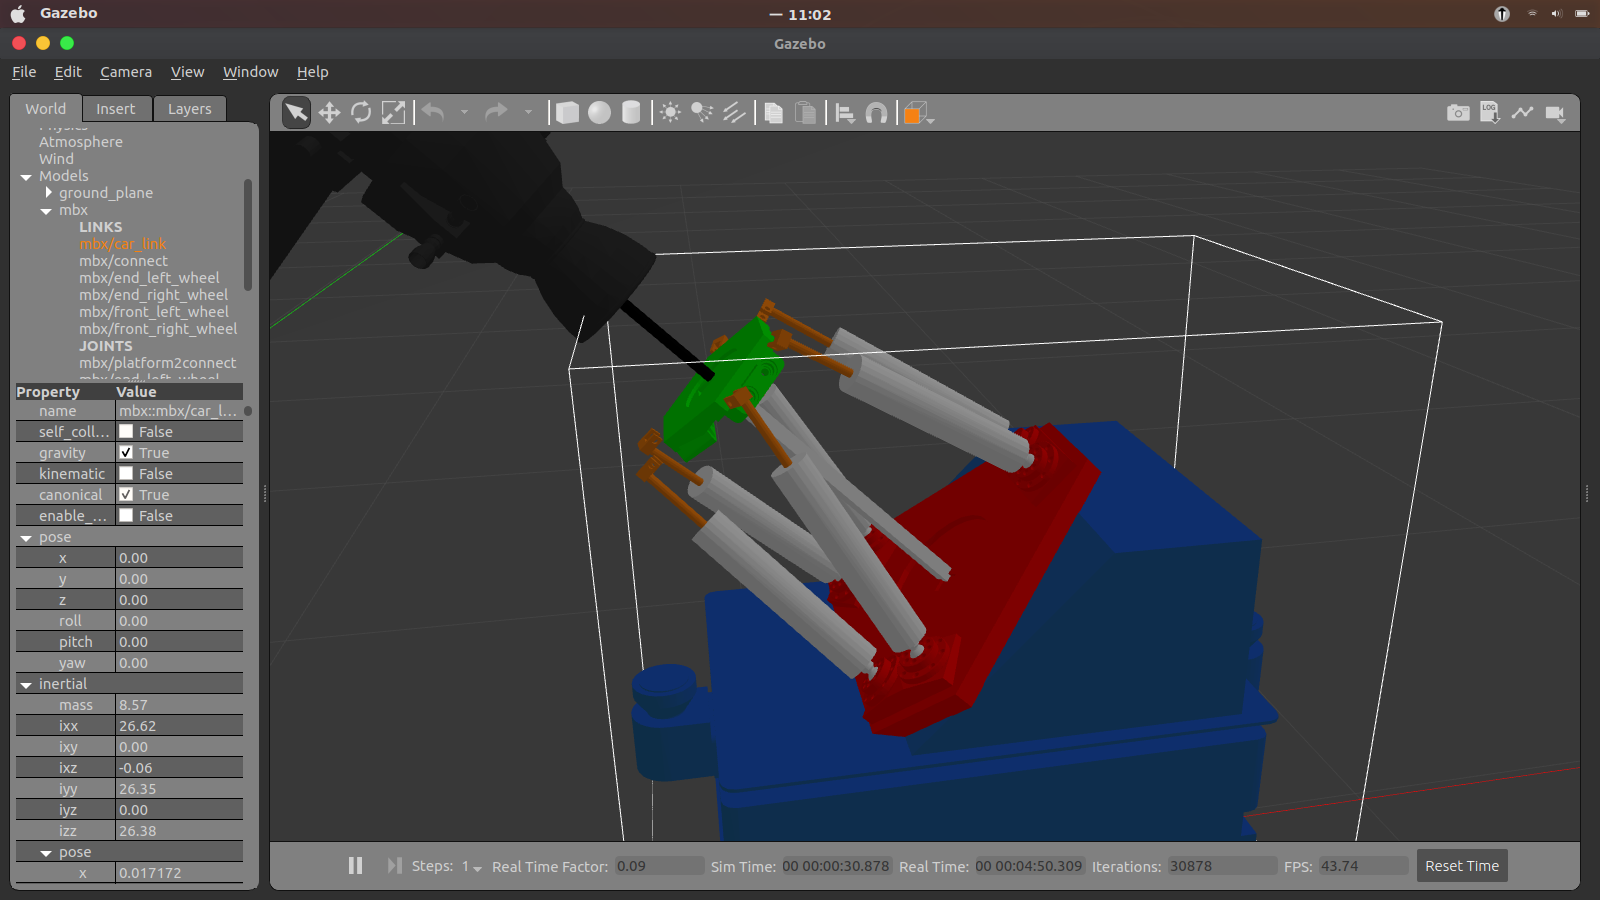 Gazebo
— 11:02
Gazebo
File Edit Camera View Window Help
World Insert Layers
LOG
Physics
Atmosphere
Wind
Models
ground_plane
mbx
LINKS
mbx/car_link
mbx/connect
mbx/end_left_wheel
mbx/end_right_wheel
mbx/front_left_wheel
mbx/front_right_wheel
JOINTS
mbx/platform2connect
mbx/end_left_wheel
Property Value
name mbx::mbx/car_l...
self_coll... False
gravity True
kinematic False
canonical True
enable_... False
pose
x 0.00
y 0.00
z 0.00
roll 0.00
pitch 0.00
yaw 0.00
inertial
mass 8.57
ixx 26.62
ixy 0.00
ixz -0.06
iyy 26.35
iyz 0.00
izz 26.38
pose
x 0.017172
Steps: 1 Real Time Factor: 0.09 Sim Time: 00 00:00:30.878 Real Time: 00 00:04:50.309 Iterations: 30878 FPS: 43.74 Reset Time